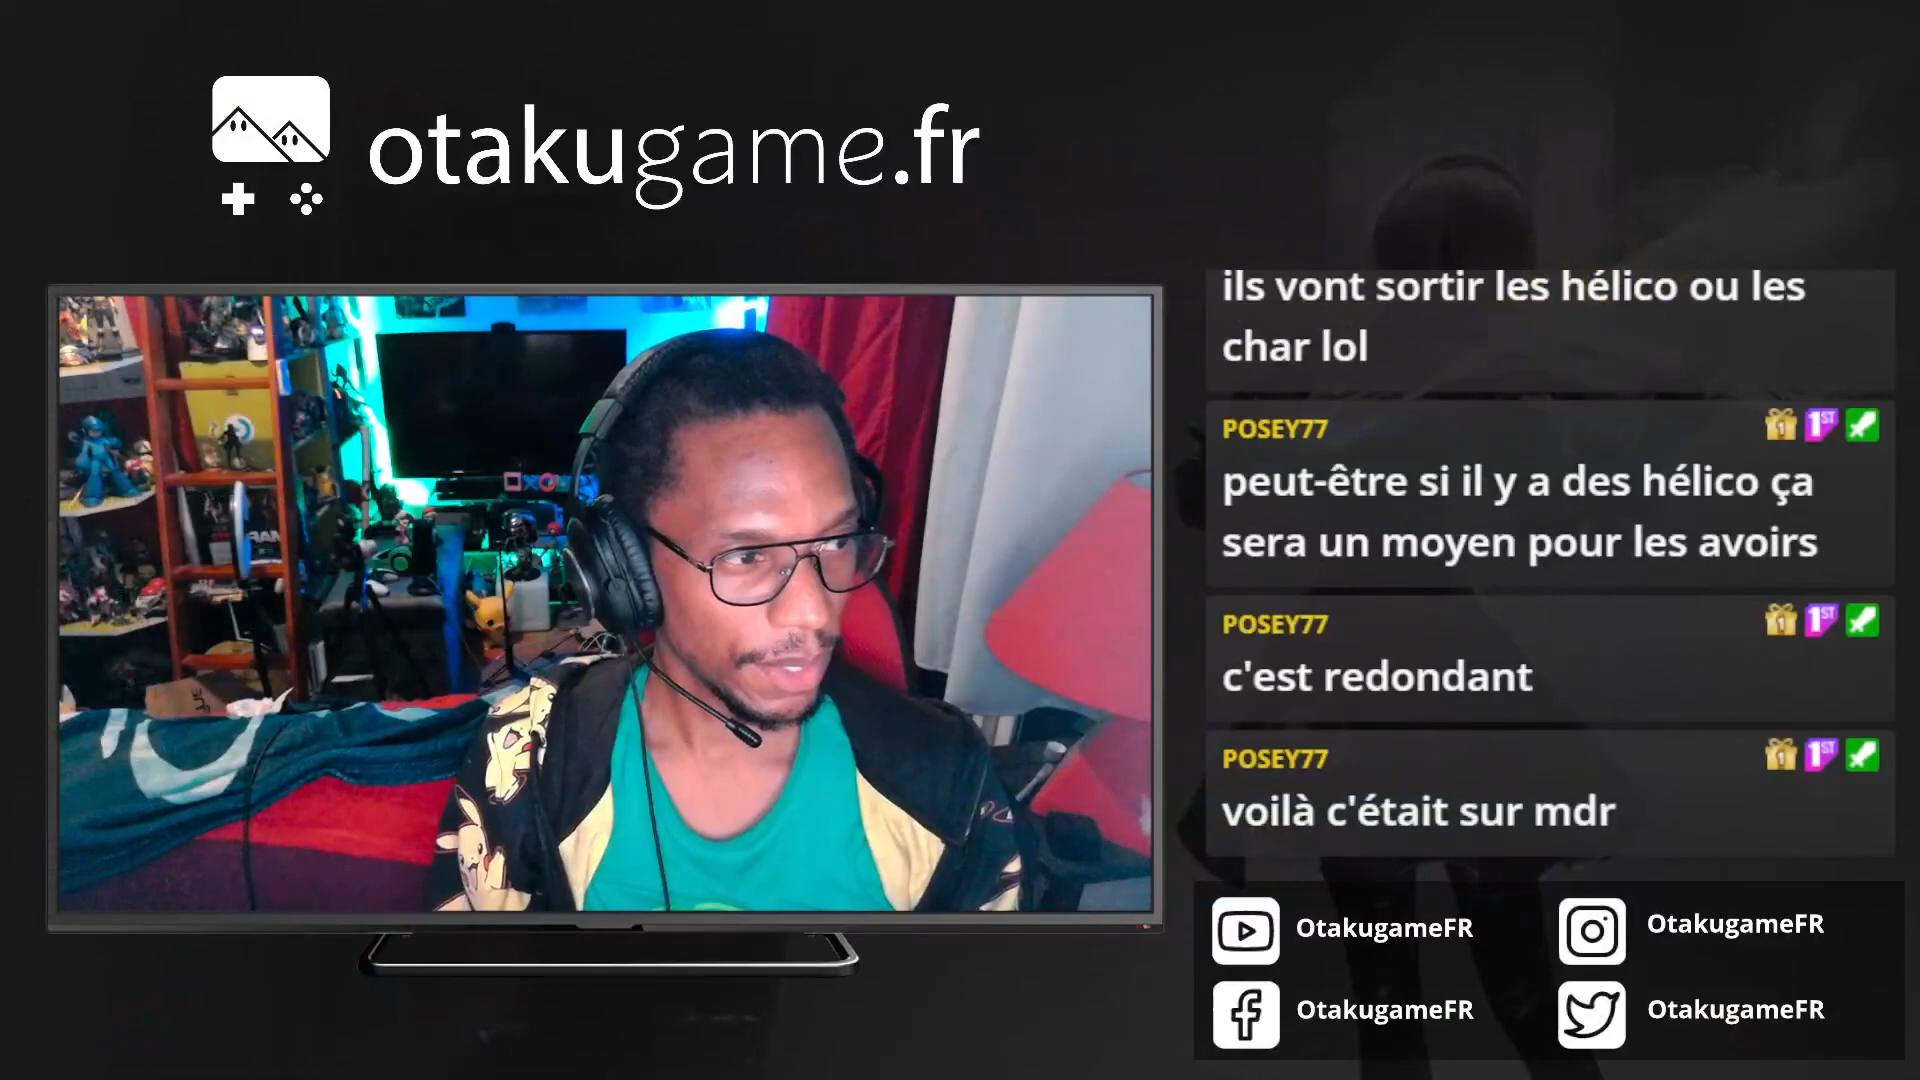 otakugame.fr
ils vont sortir les hélico ou les
char lol
POSEY77
peut-être si il y a des hélico ça
sera un moyen pour les avoirs
POSEY77
c'est redondant
POSEY77
voilà c'était sur mdr
OtakugameFR
OtakugameFR
OtakugameFR
OtakugameFR